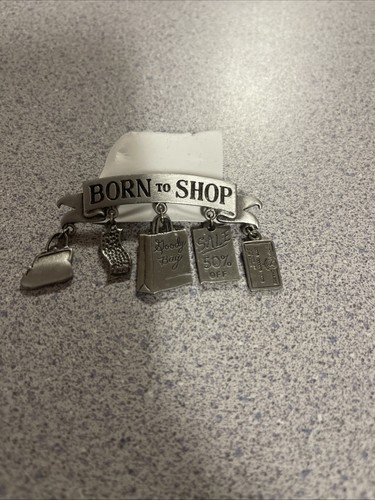 BORN TO SHOP
Goody
Bag
SALE
50%
OFF